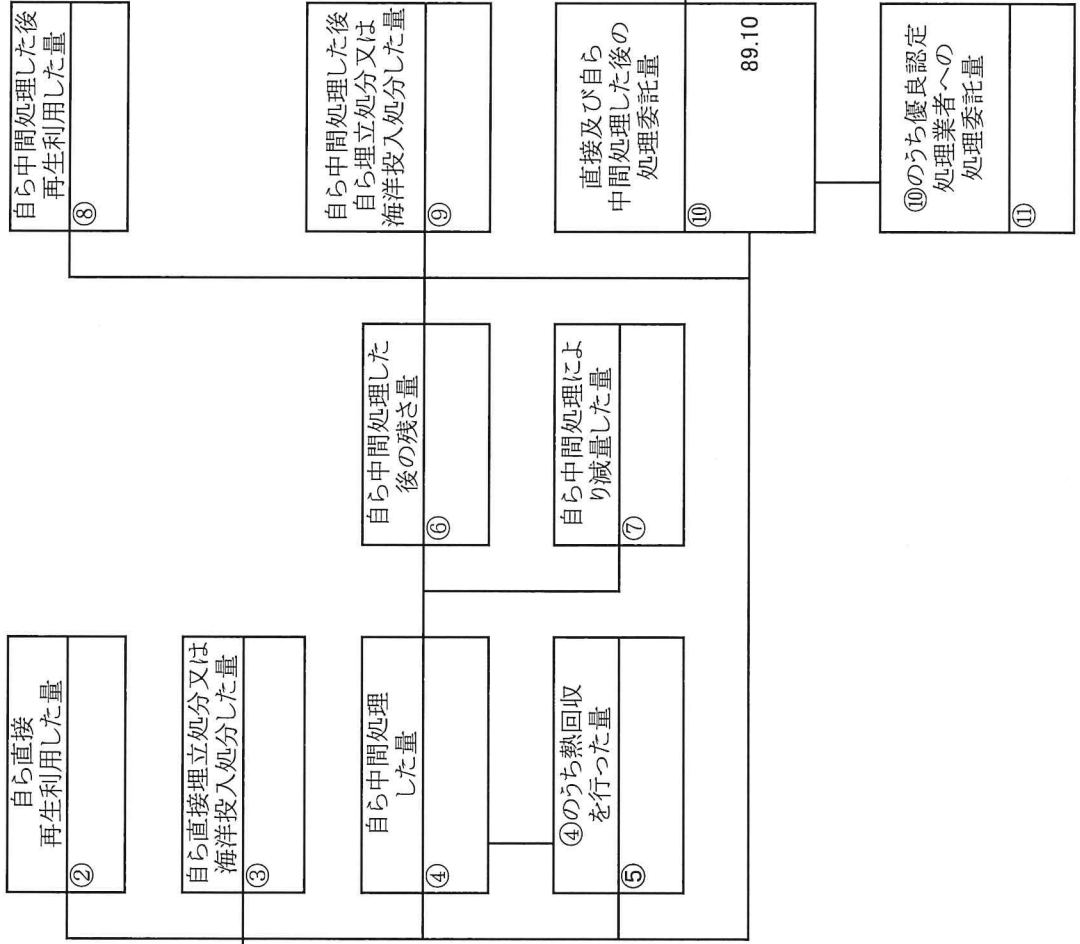 自ら直接
再生利用した量
②
自ら直接埋立処分又は
海洋投入処分した量
③
自ら中間処理
した量
④
④のうち熱回収
を行った量
⑤
自ら中間処理した
後の残さ量
⑥
自ら中間処理によ
り減量した量
⑦
自ら中間処理した後
再生利用した量
⑧
自ら中間処理した後
自ら埋立処分又は
海洋投入処分した量
⑨
直接及び自ら
中間処理した後の
処理委託量
⑩
89.10
⑩のうち優良認定
処理業者への
処理委託量
⑪